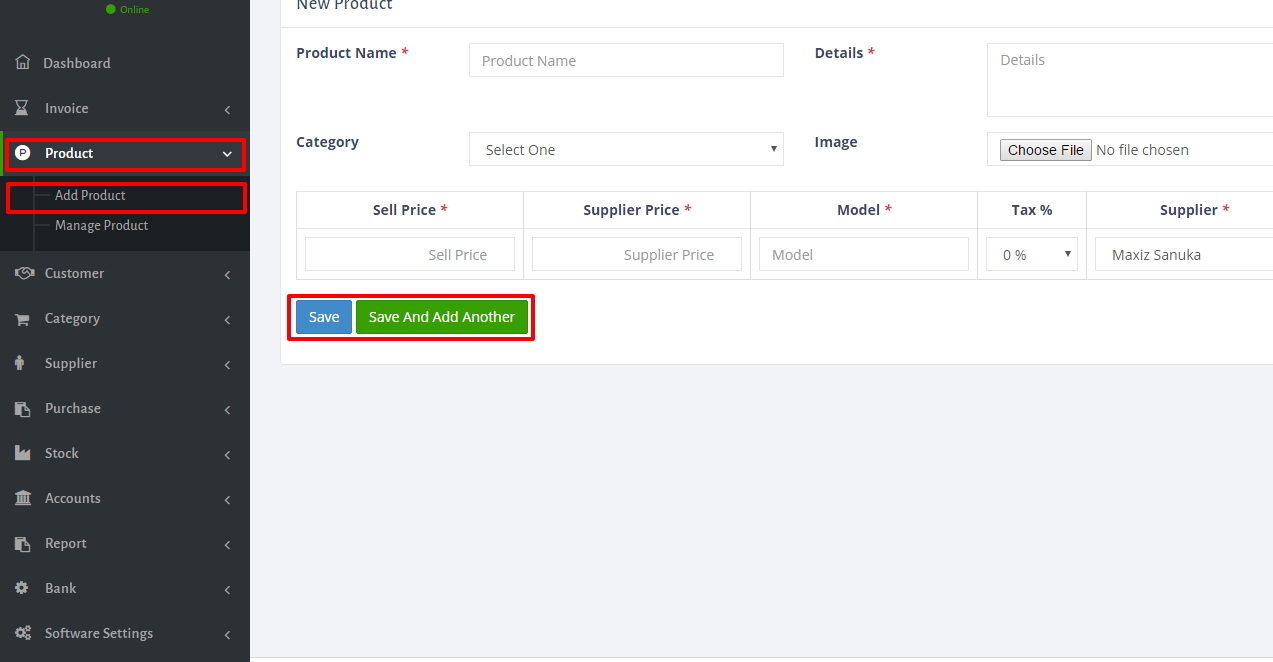 Online
Dashboard
Invoice
Product
Add Product
Manage Product
Customer
Category
Supplier
Purchase
Stock
Accounts
Report
Bank
Software Settings
New Product
Product Name *
Product Name
Details *
Details
Category
Select One
Image
Choose File No file chosen
Sell Price * Supplier Price * Model * Tax % Supplier *
Sell Price Supplier Price Model 0 % Maxiz Sanuka
Save Save And Add Another